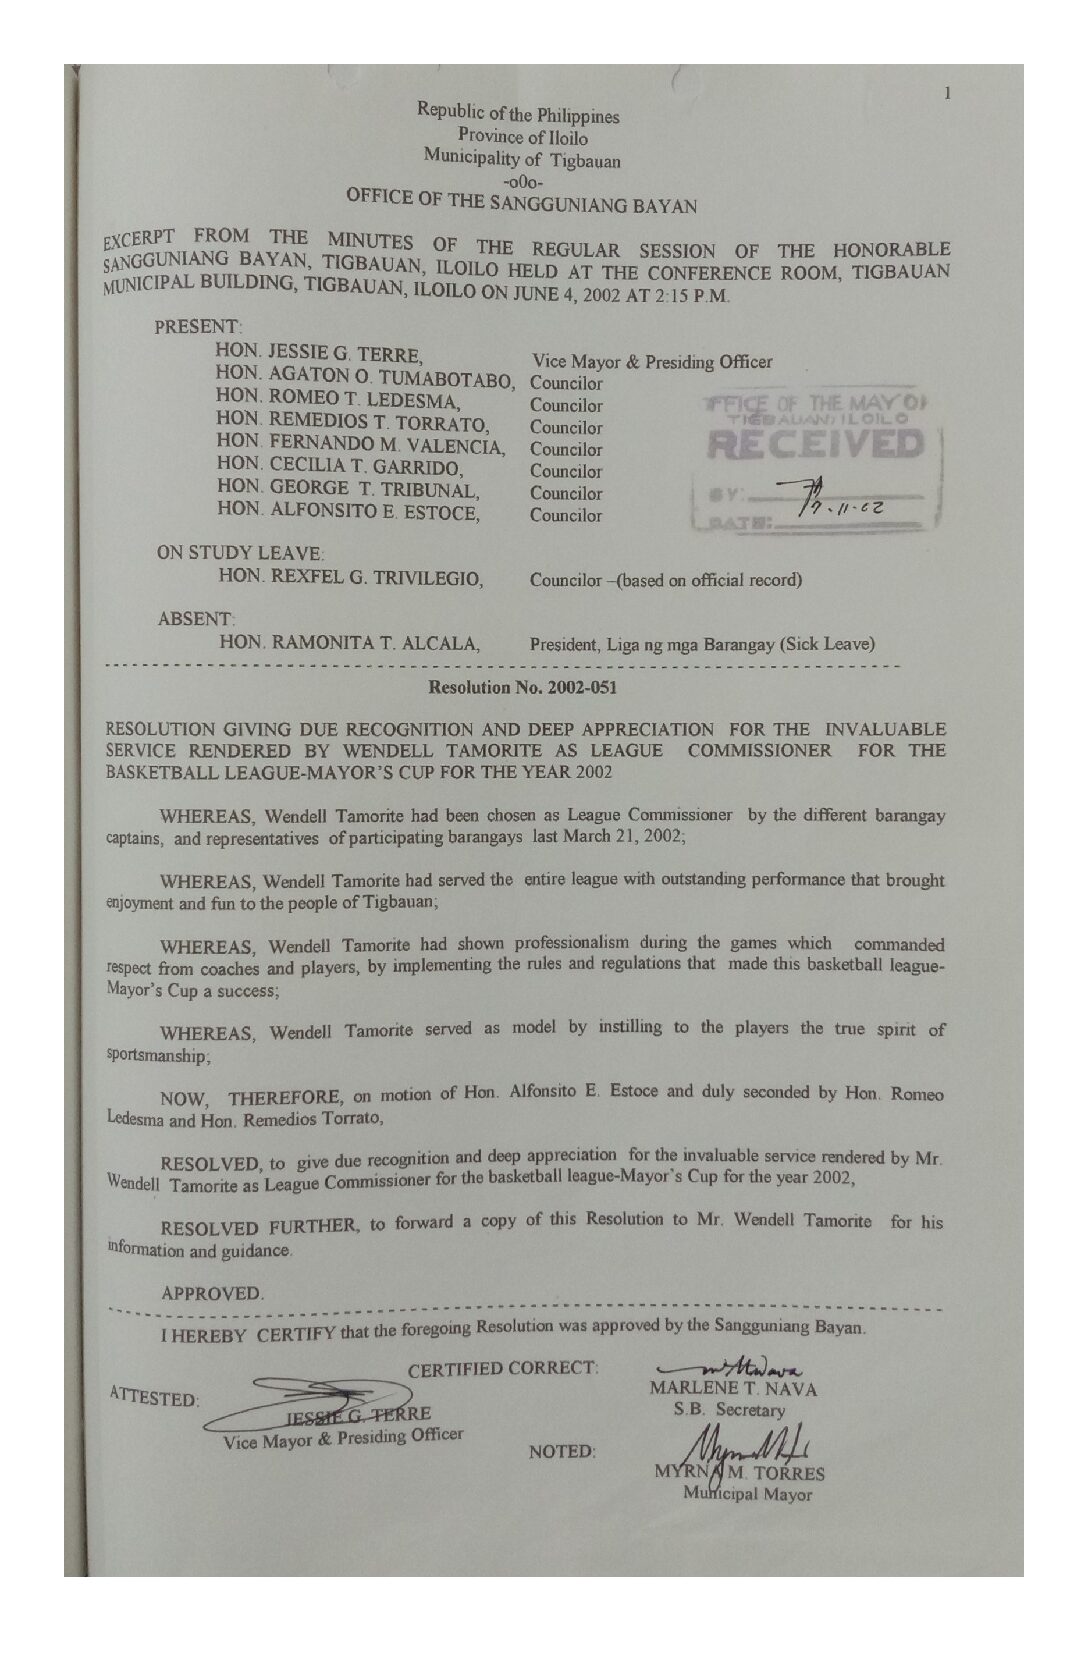 1
Republic of the Philippines
Province of Iloilo
Municipality of Tigbauan
-o0o-
OFFICE OF THE SANGGUNIANG BAYAN
EXCERPT FROM THE MINUTES OF THE REGULAR SESSION OF THE HONORABLE
SANGGUNIANG BAYAN, TIGBAUAN, ILOILO HELD AT THE CONFERENCE ROOM, TIGBAUAN
MUNICIPAL BUILDING, TIGBAUAN, ILOILO ON JUNE 4, 2002 AT 2:15 P.M.
PRESENT:
HON. JESSIE G. TERRE, Vice Mayor & Presiding Officer
HON. AGATON O. TUMABOTABO, Councilor
HON. ROMEO T. LEDESMA, Councilor
HON. REMEDIOS T. TORRATO, Councilor
HON. FERNANDO M. VALENCIA, Councilor
HON. CECILIA T. GARRIDO, Councilor
HON. GEORGE T. TRIBUNAL, Councilor
HON. ALFONSITO E. ESTOCE, Councilor
OFFICE OF THE MAYOR
TIGBAUAN, ILOILO
RECEIVED
BY:
DATE: 7-11-02
ON STUDY LEAVE:
HON. REXFEL G. TRIVILEGIO, Councilor –(based on official record)
ABSENT:
HON. RAMONITA T. ALCALA, President, Liga ng mga Barangay (Sick Leave)
Resolution No. 2002-051
RESOLUTION GIVING DUE RECOGNITION AND DEEP APPRECIATION FOR THE INVALUABLE
SERVICE RENDERED BY WENDELL TAMORITE AS LEAGUE COMMISSIONER FOR THE
BASKETBALL LEAGUE-MAYOR'S CUP FOR THE YEAR 2002
WHEREAS, Wendell Tamorite had been chosen as League Commissioner by the different barangay
captains, and representatives of participating barangays last March 21, 2002;
WHEREAS, Wendell Tamorite had served the entire league with outstanding performance that brought
enjoyment and fun to the people of Tigbauan;
WHEREAS, Wendell Tamorite had shown professionalism during the games which commanded
respect from coaches and players, by implementing the rules and regulations that made this basketball league-
Mayor's Cup a success;
WHEREAS, Wendell Tamorite served as model by instilling to the players the true spirit of
sportsmanship;
NOW, THEREFORE, on motion of Hon. Alfonsito E. Estoce and duly seconded by Hon. Romeo
Ledesma and Hon. Remedios Torrato,
RESOLVED, to give due recognition and deep appreciation for the invaluable service rendered by Mr.
Wendell Tamorite as League Commissioner for the basketball league-Mayor's Cup for the year 2002,
RESOLVED FURTHER, to forward a copy of this Resolution to Mr. Wendell Tamorite for his
information and guidance.
APPROVED.
I HEREBY CERTIFY that the foregoing Resolution was approved by the Sangguniang Bayan.
CERTIFIED CORRECT:
MARLENE T. NAVA
S.B. Secretary
ATTESTED:
JESSIE G. TERRE
Vice Mayor & Presiding Officer
NOTED:
MYRNA M. TORRES
Municipal Mayor